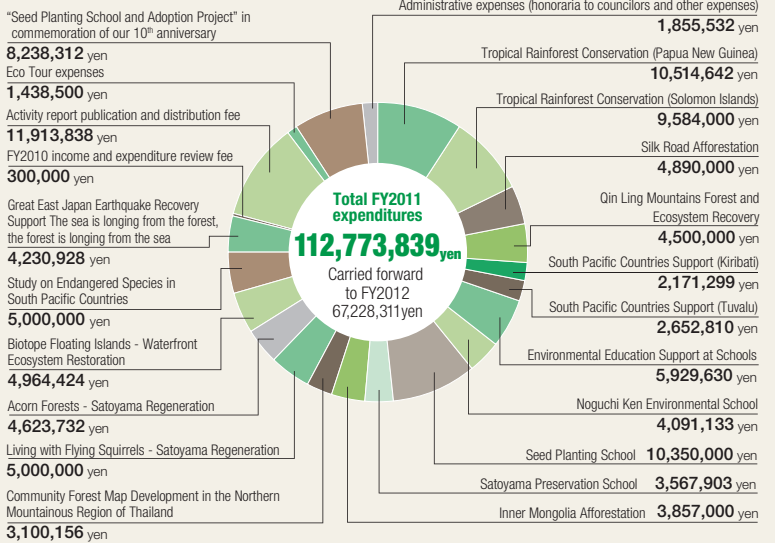 "Seed Planting School and Adoption Project" in
commemoration of our 10th anniversary
8,238,312 yen
Eco Tour expenses
1,438,500 yen
Activity report publication and distribution fee
11,913,838 yen
FY2010 income and expenditure review fee
300,000 yen
Great East Japan Earthquake Recovery
Support The sea is longing from the forest,
the forest is longing from the sea
4,230,928 yen
Study on Endangered Species in
South Pacific Countries
5,000,000 yen
Biotope Floating Islands - Waterfront
Ecosystem Restoration
4,964,424 yen
Acorn Forests - Satoyama Regeneration
4,623,732 yen
Living with Flying Squirrels - Satoyama Regeneration
5,000,000 yen
Community Forest Map Development in the Northern
Mountainous Region of Thailand
3,100,156 yen
Total FY2011
expenditures
112,773,839yen
Carried forward
to FY2012
67,228,311yen
Administrative expenses (honoraria to councilors and other expenses)
1,855,532 yen
Tropical Rainforest Conservation (Papua New Guinea)
10,514,642 yen
Tropical Rainforest Conservation (Solomon Islands)
9,584,000 yen
Silk Road Afforestation
4,890,000 yen
Qin Ling Mountains Forest and
Ecosystem Recovery
4,500,000 yen
South Pacific Countries Support (Kiribati)
2,171,299 yen
South Pacific Countries Support (Tuvalu)
2,652,810 yen
Environmental Education Support at Schools
5,929,630 yen
Noguchi Ken Environmental School
4,091,133 yen
Seed Planting School 10,350,000 yen
Satoyama Preservation School 3,567,903 yen
Inner Mongolia Afforestation 3,857,000 yen